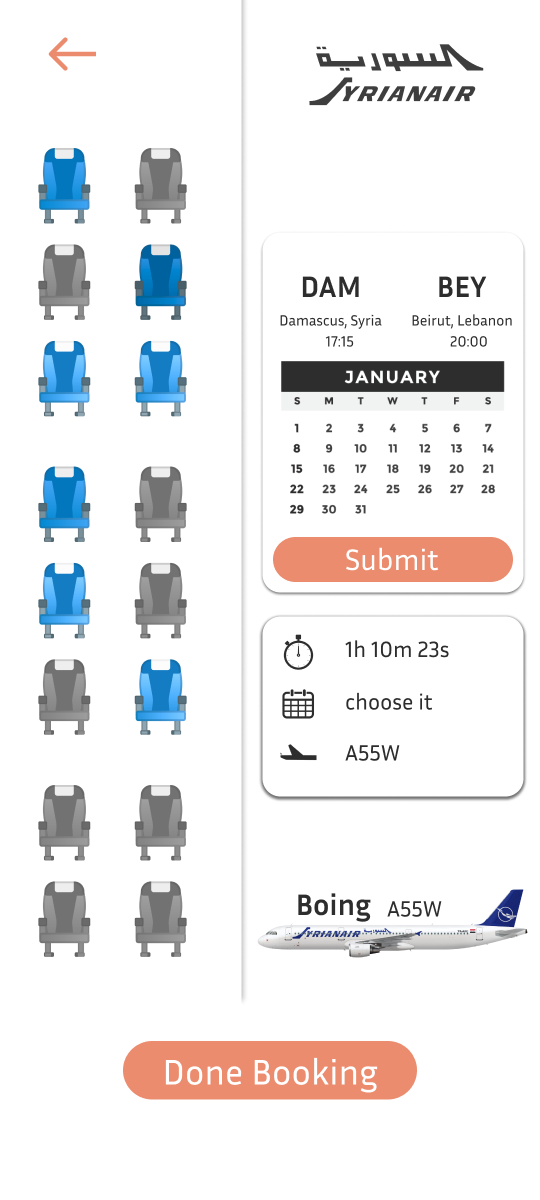 السورية
SYRIANAIR
DAM BEY
Damascus, Syria Beirut, Lebanon
17:15 20:00
JANUARY
S M T W T F S
1 2 3 4 5 6 7
8 9 10 11 12 13 14
15 16 17 18 19 20 21
22 23 24 25 26 27 28
29 30 31
Submit
1h 10m 23s
choose it
A55W
Boing A55W
SYRIANAIR السورية
Done Booking